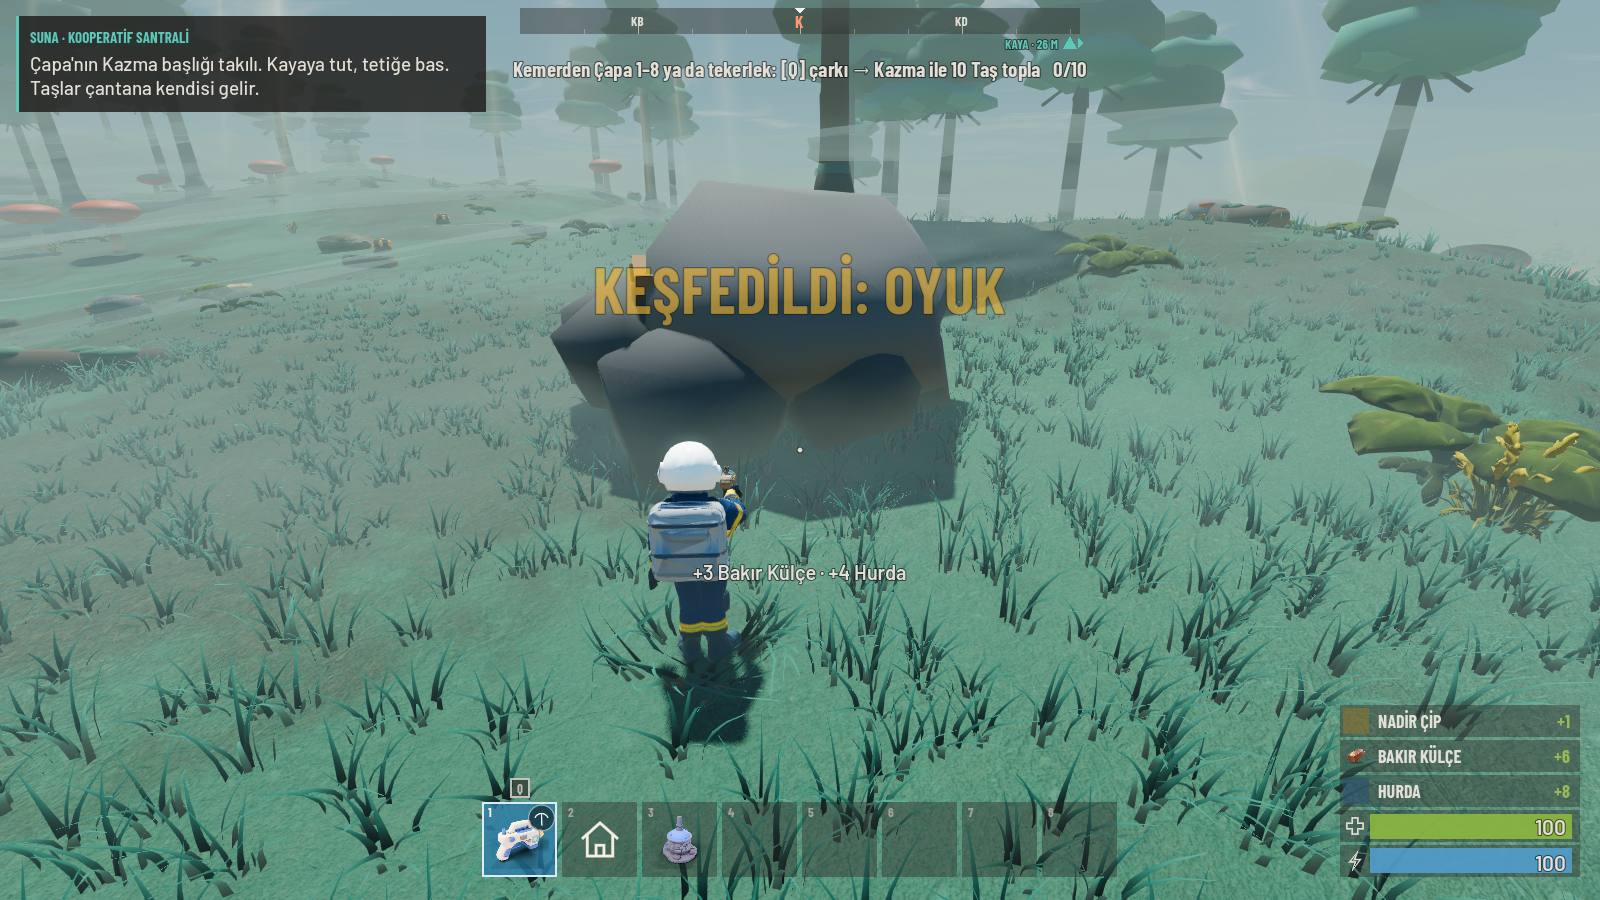 SUNA · KOOPERATİF SANTRALİ
Çapa'nın Kazma başlığı takılı. Kayaya tut, tetiğe bas.
Taşlar çantana kendisi gelir.
KB
K
KD
KAYA · 26 M
Kemerden Çapa 1-8 ya da tekerlek: [Q] çarkı → Kazma ile 10 Taş topla 0/10
KEŞFEDİLDİ: OYUK
+3 Bakır Külçe · +4 Hurda
NADİR ÇİP +1
BAKIR KÜLÇE +6
HURDA +8
100
100
Q
1 2 3 4 5 6 7 8